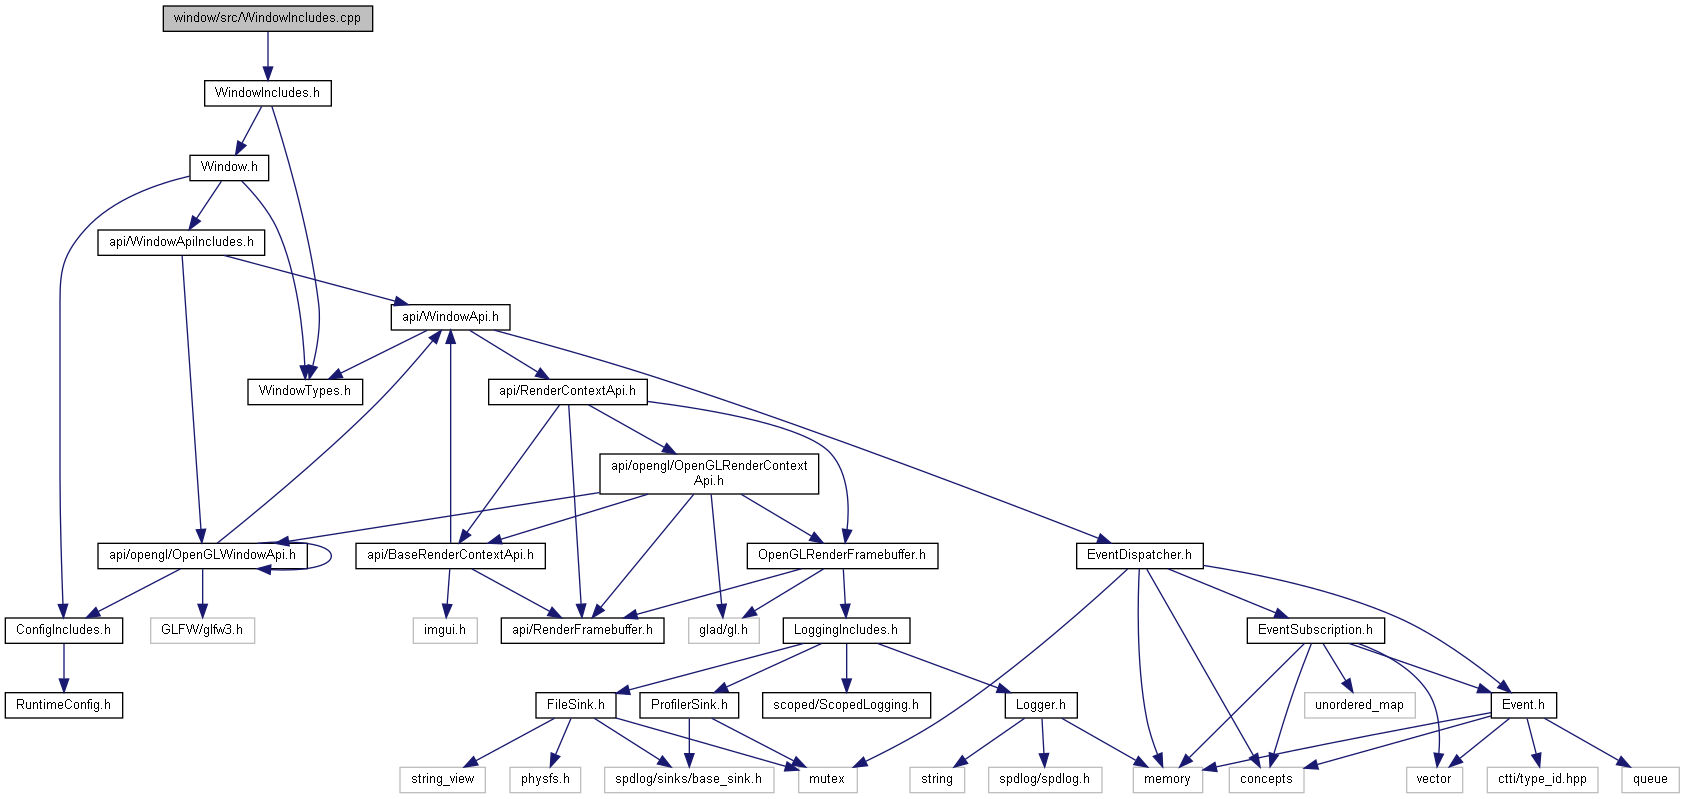 window/src/WindowIncludes.cpp
WindowIncludes.h
Window.h
api/WindowApiIncludes.h
api/WindowApi.h
WindowTypes.h
api/RenderContextApi.h
api/opengl/OpenGLRenderContext
Api.h
api/opengl/OpenGLWindowApi.h
api/BaseRenderContextApi.h
OpenGLRenderFramebuffer.h
EventDispatcher.h
ConfigIncludes.h
GLFW/glfw3.h
imgui.h
api/RenderFramebuffer.h
glad/gl.h
LoggingIncludes.h
EventSubscription.h
RuntimeConfig.h
FileSink.h
ProfilerSink.h
scoped/ScopedLogging.h
Logger.h
unordered_map
Event.h
string_view
physfs.h
spdlog/sinks/base_sink.h
mutex
string
spdlog/spdlog.h
memory
concepts
vector
ctti/type_id.hpp
queue